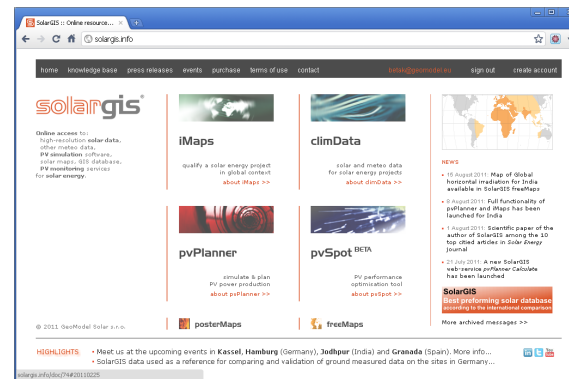 SolarGIS :: Online resource...
solargis.info
home knowledge base press releases events purchase terms of use contact belak@geomodel.eu sign out create account
solargis
Online access to:
high-resolution solar data,
other meteo data,
PV simulation software,
solar maps, GIS database,
PV monitoring services
for solar energy.
iMaps
qualify a solar energy project
in global context
about iMaps >>
climData
solar and meteo data
for solar energy projects
about climData >>
pvPlanner
simulate & plan
PV power production
about pvPlanner >>
pvSpot BETA
PV performance
optimisation tool
about pvSpot >>
posterMaps
freeMaps
© 2011 GeoModel Solar s.r.o.
NEWS
• 15 August 2011: Map of Global
horizontal irradiation for India
available in SolarGIS freeMaps
• 8 August 2011: Full functionality of
pvPlanner and iMaps has been
launched for India
• 1 August 2011: Scientific paper of the
author of SolarGIS among the 10
top citied articles in Solar Energy
journal
• 21 July 2011: A new SolarGIS
web-service pvPlanner Calculate
has been launched
SolarGIS
Best preforming solar database
according to the international comparison
More archived messages >>
HIGHLIGHTS: • Meet us at the upcoming events in Kassel, Hamburg (Germany), Jodhpur (India) and Granada (Spain). More info...
• SolarGIS data used as a reference for comparing and validation of ground measured data on the sites in Germany...
solargis.info/doc/74#20110225